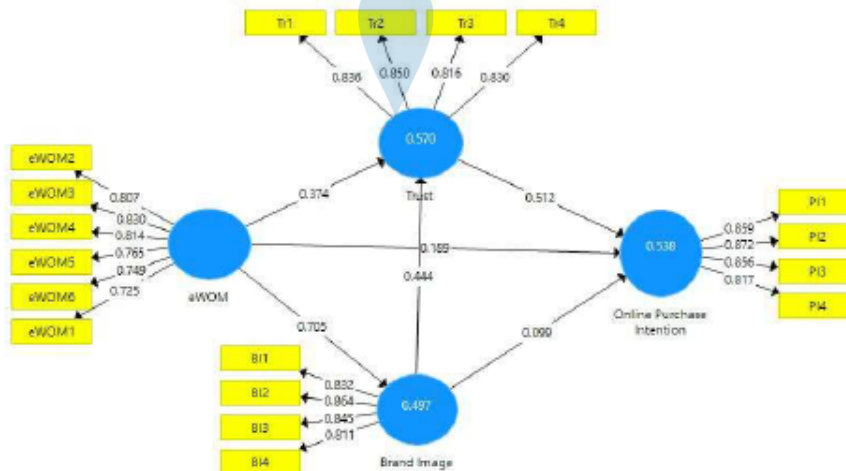 Tr1 Tr2 Tr3 Tr4
0.836 0.850 0.816 0.830
0.570
Trust
eWOM2
eWOM3
eWOM4
eWOM5
eWOM6
eWOM1
0.807
0.830
0.814
0.765
0.749
0.725
eWOM
0.374
0.512
0.444
0.705
0.099
0.538
Online Purchase
Intention
PI1
PI2
PI3
PI4
0.859
0.872
0.856
0.817
BI1
BI2
BI3
BI4
0.832
0.864
0.845
0.811
0.497
Brand Image